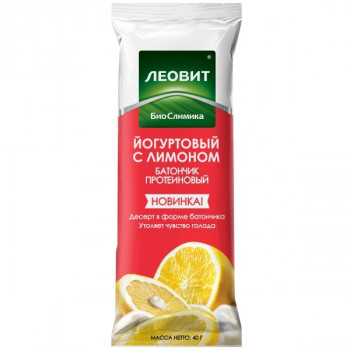 ЛЕОВИТ
®
БиоСлимика
ЙОГУРТОВЫЙ
С ЛИМОНОМ
БАТОНЧИК
ПРОТЕИНОВЫЙ
НОВИНКА!
Десерт в форме батончика
Утоляет чувство голода
МАССА НЕТТО: 40 Г